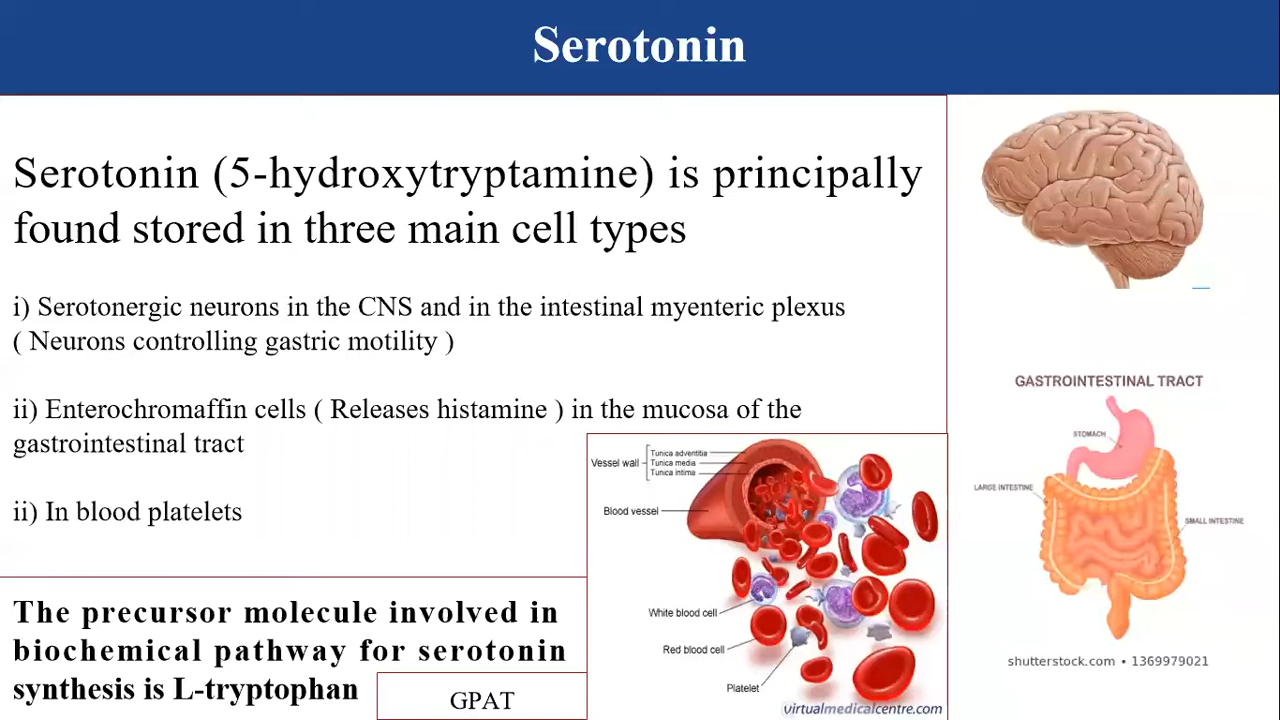 Serotonin
Serotonin (5-hydroxytryptamine) is principally
found stored in three main cell types
i) Serotonergic neurons in the CNS and in the intestinal myenteric plexus
( Neurons controlling gastric motility )
ii) Enterochromaffin cells ( Releases histamine ) in the mucosa of the
gastrointestinal tract
ii) In blood platelets
The precursor molecule involved in
biochemical pathway for serotonin
synthesis is L-tryptophan
GPAT
Vessel wall
Tunica adventitia
Tunica media
Tunica intima
Blood vessel
White blood cell
Red blood cell
Platelet
virtualmedicalcentre.com
GASTROINTESTINAL TRACT
STOMACH
LARGE INTESTINE
SMALL INTESTINE
shutterstock.com • 1369979021